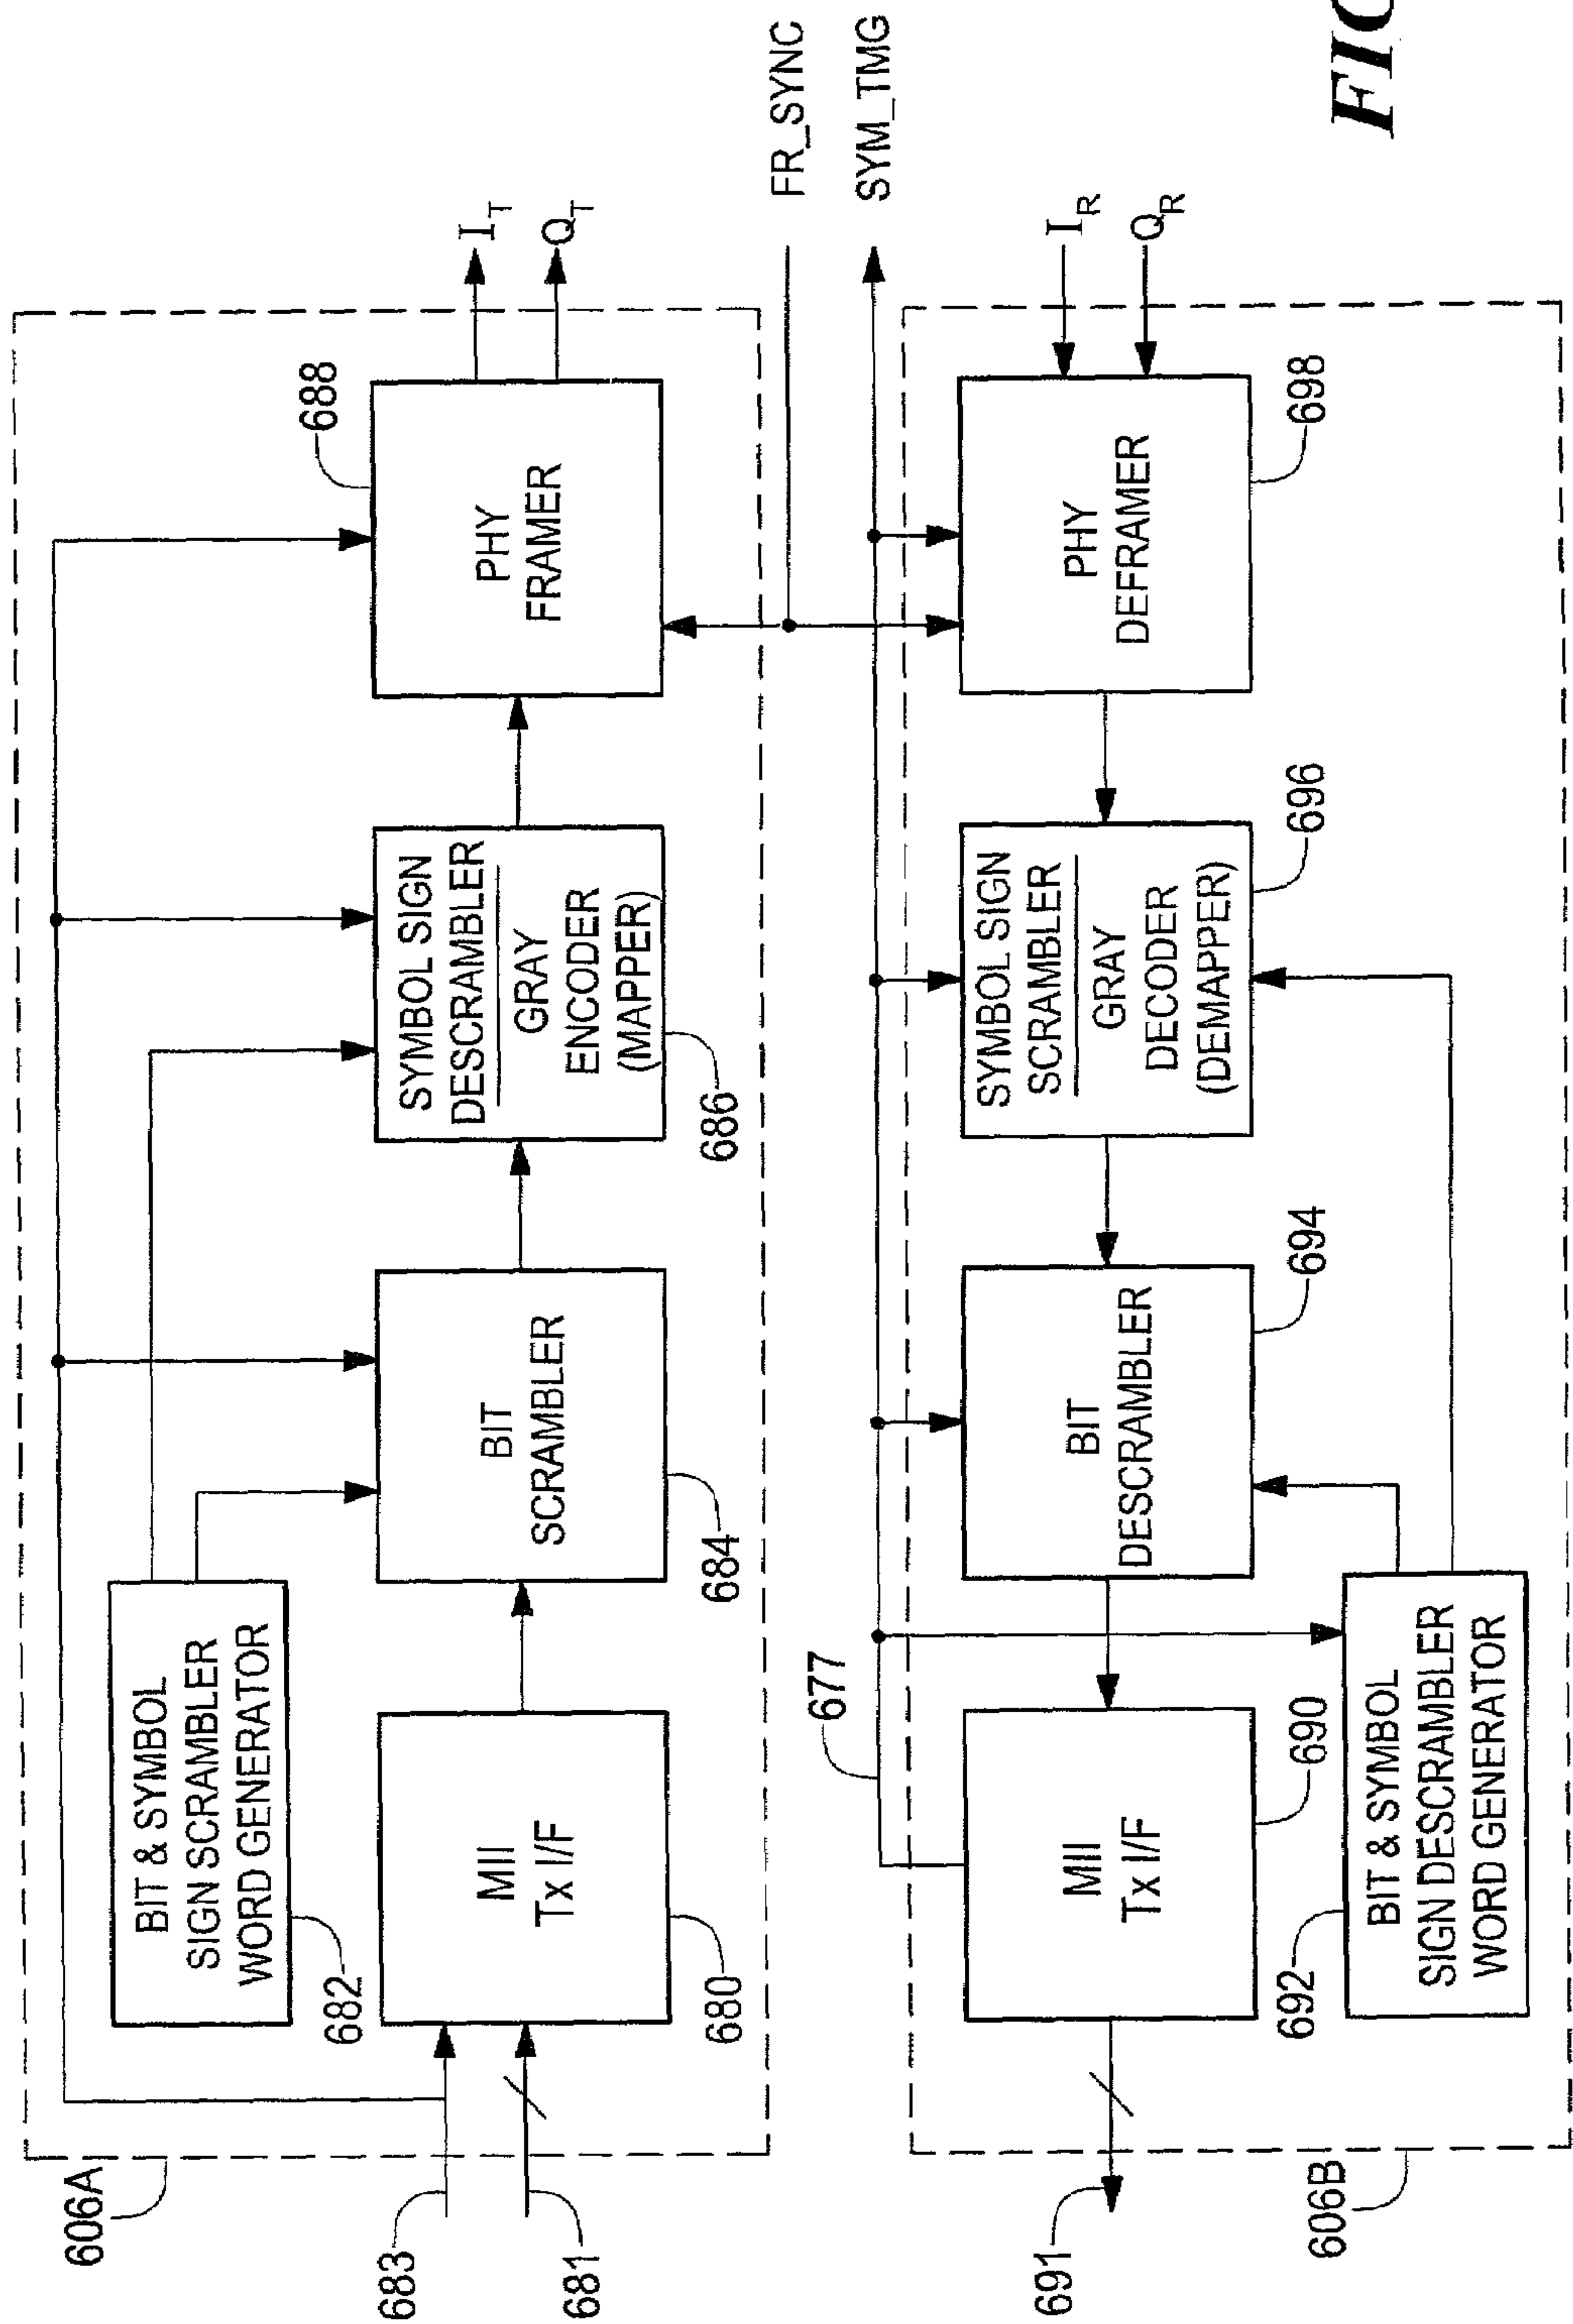 606A
683
681
BIT & SYMBOL
SIGN SCRAMBLER
WORD GENERATOR
682
MII
Tx I/F
680
BIT
SCRAMBLER
684
SYMBOL SIGN
DESCRAMBLER
GRAY
ENCODER
(MAPPER)
686
PHY
FRAMER
688
I_T
Q_T
FR_SYNC
SYM_TMG
677
606B
691
MII
Tx I/F
690
BIT & SYMBOL
SIGN DESCRAMBLER
WORD GENERATOR
692
BIT
DESCRAMBLER
694
SYMBOL SIGN
SCRAMBLER
GRAY
DECODER
(DEMAPPER)
696
PHY
DEFRAMER
698
I_R
Q_R